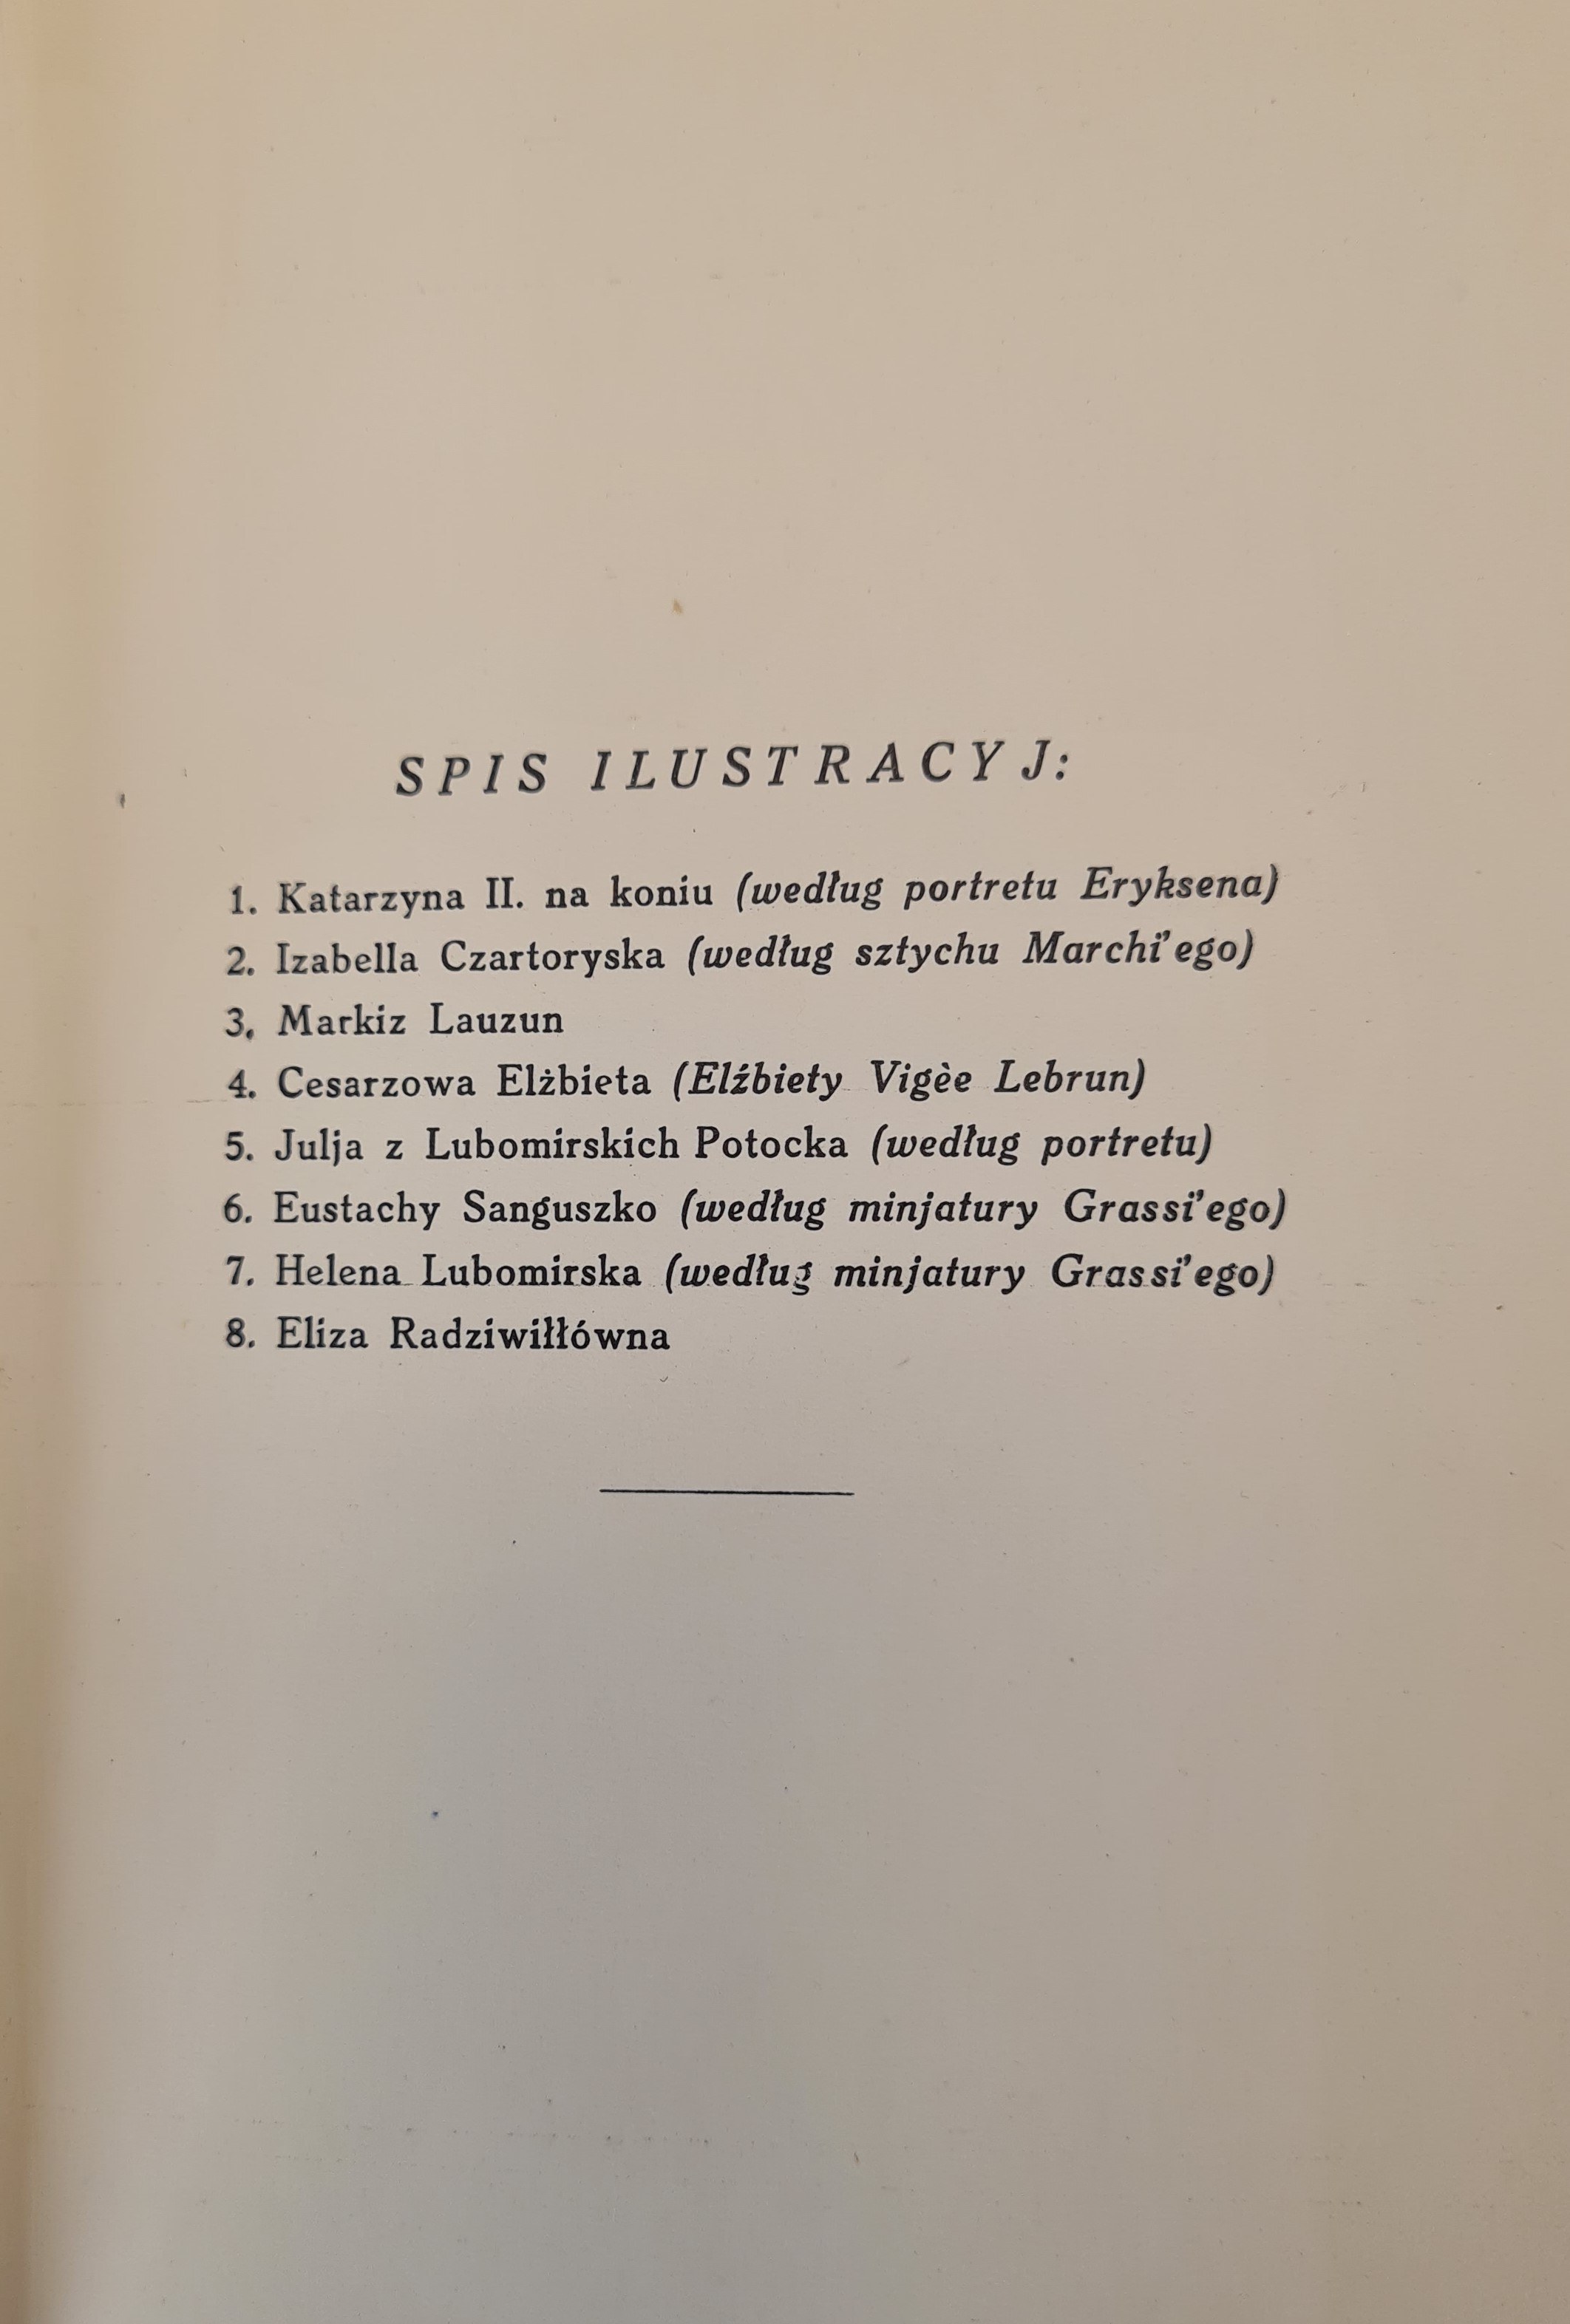 SPIS ILUSTRACYJ:
1. Katarzyna II. na koniu (według portretu Eryksena)
2. Izabella Czartoryska (według sztychu Marchi'ego)
3. Markiz Lauzun
4. Cesarzowa Elżbieta (Elźbiety Vigèe Lebrun)
5. Julja z Lubomirskich Potocka (według portretu)
6. Eustachy Sanguszko (według minjatury Grassi'ego)
7. Helena Lubomirska (według minjatury Grassi'ego)
8. Eliza Radziwiłłówna